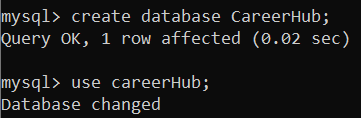 mysql> create database CareerHub;
Query OK, 1 row affected (0.02 sec)
mysql> use careerHub;
Database changed